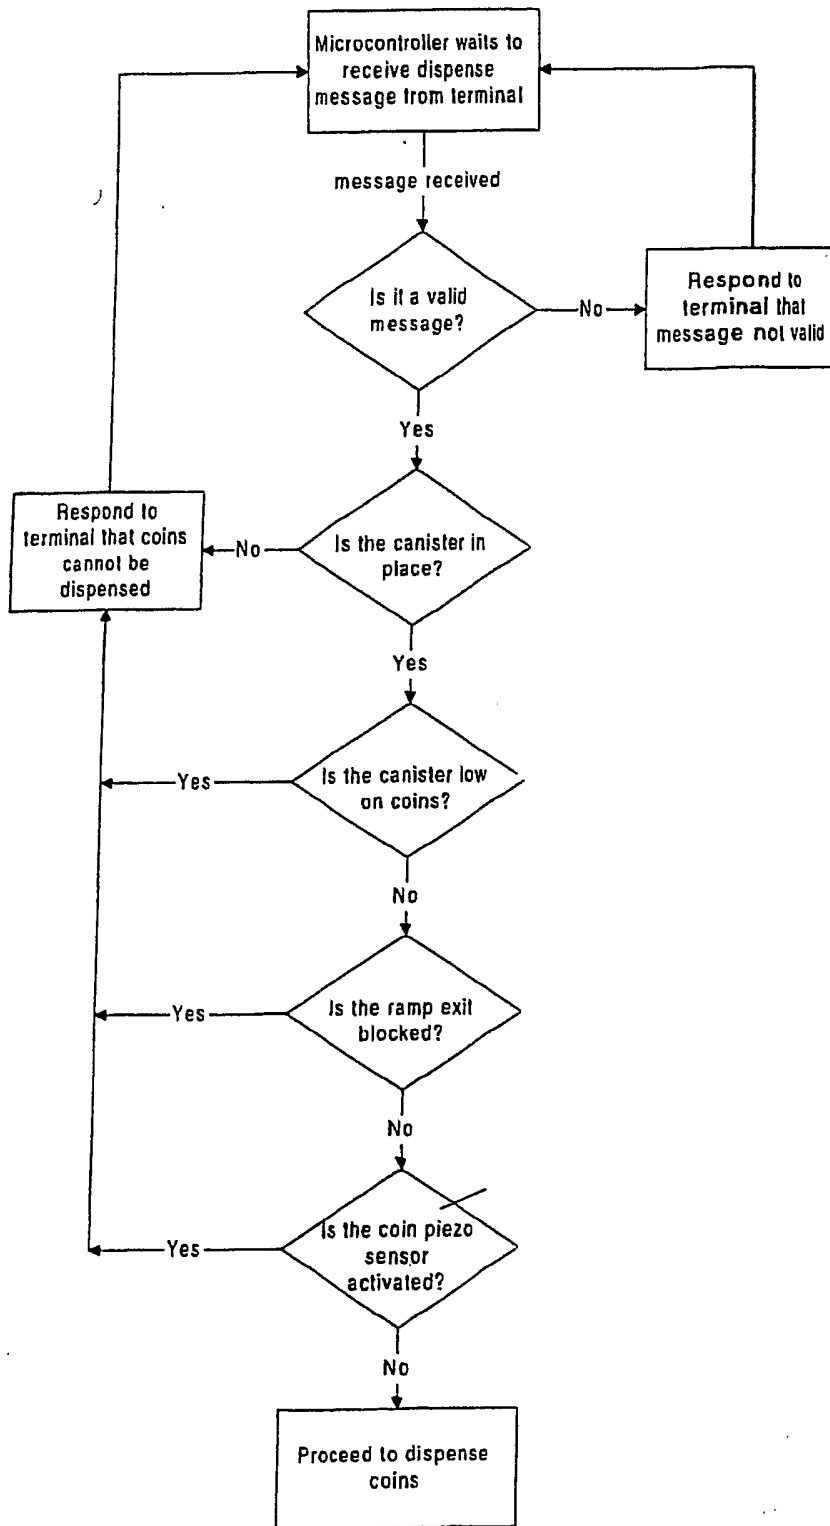 Microcontroller waits to
receive dispense
message from terminal
message received
Is it a valid
message?
No
Respond to
terminal that
message not valid
Yes
Respond to
terminal that coins
cannot be
dispensed
No
Is the canister in
place?
Yes
Yes
Is the canister low
on coins?
No
Yes
Is the ramp exit
blocked?
No
Yes
Is the coin piezo
sensor
activated?
No
Proceed to dispense
coins